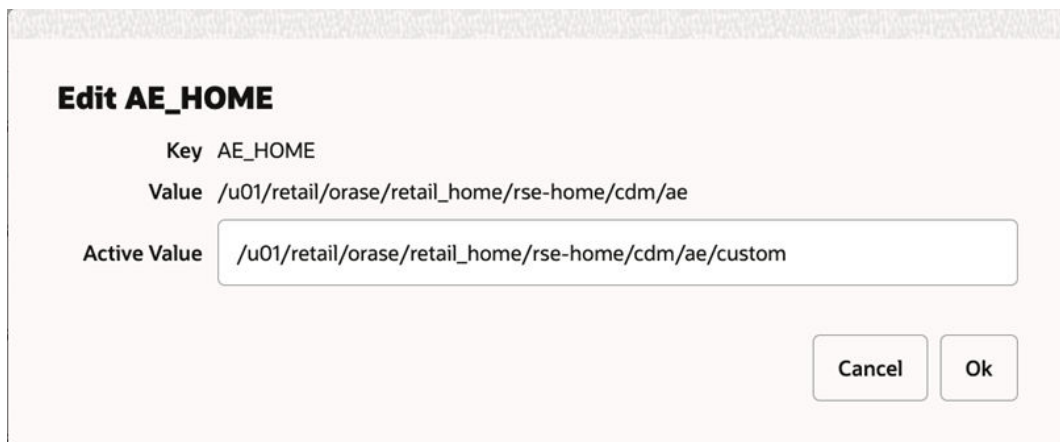 Edit AE_HOME
Key AE_HOME
Value /u01/retail/orase/retail_home/rse-home/cdm/ae
Active Value /u01/retail/orase/retail_home/rse-home/cdm/ae/custom
Cancel Ok